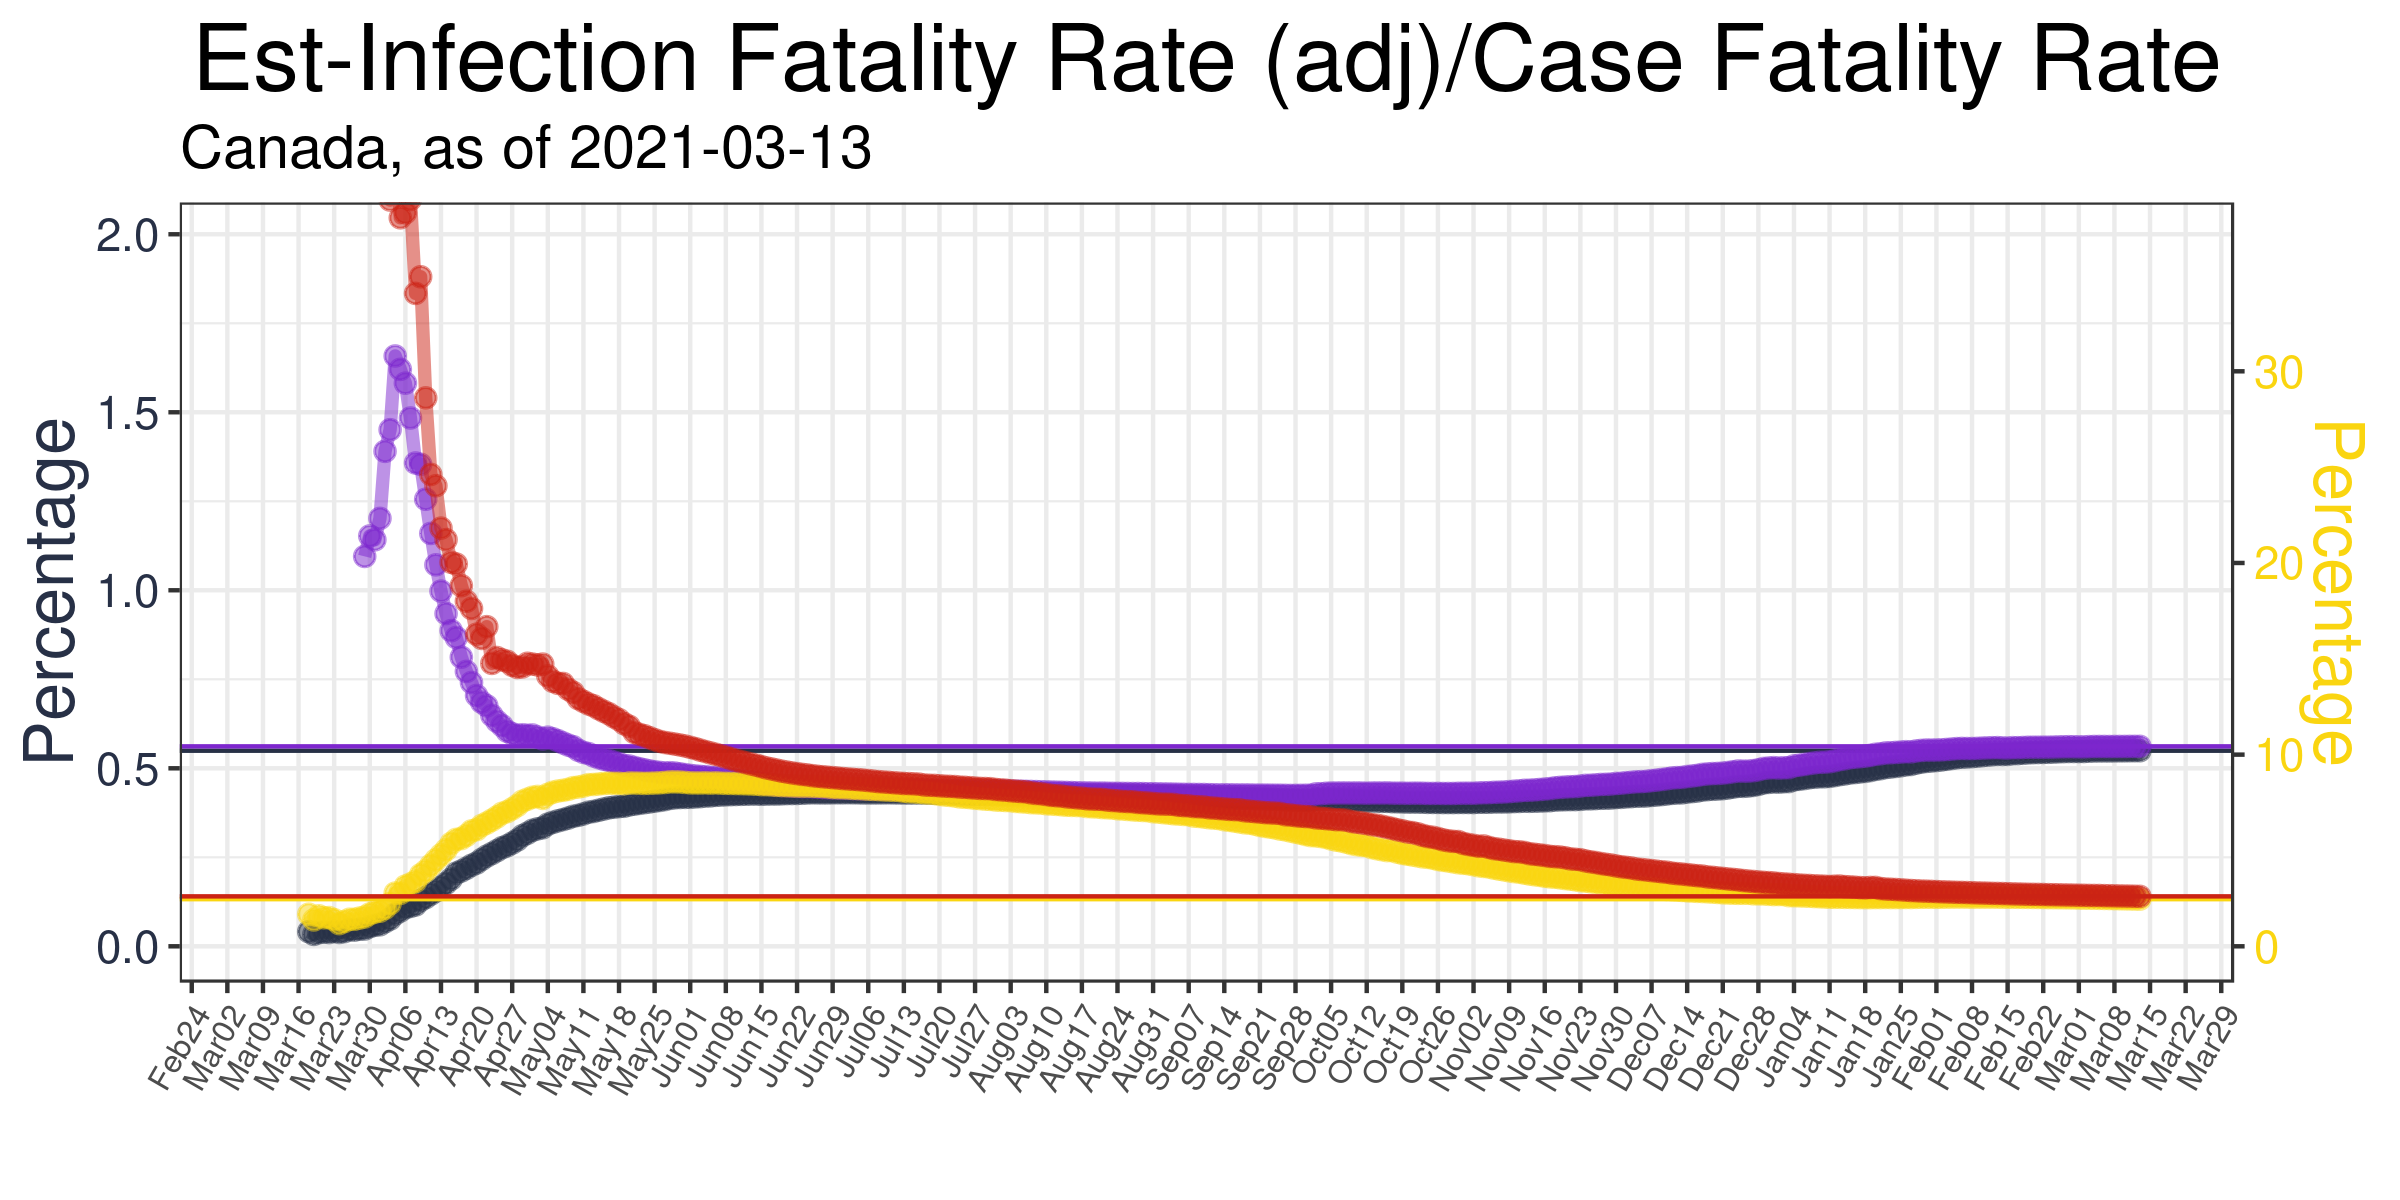 Est-Infection Fatality Rate (adj)/Case Fatality Rate
Canada, as of 2021-03-13
Percentage
2.0
1.5
1.0
0.5
0.0
30
20
10
0
Percentage
Feb24
Mar02
Mar09
Mar16
Mar23
Mar30
Apr06
Apr13
Apr20
Apr27
May04
May11
May18
May25
Jun01
Jun08
Jun15
Jun22
Jun29
Jul06
Jul13
Jul20
Jul27
Aug03
Aug10
Aug17
Aug24
Aug31
Sep07
Sep14
Sep21
Sep28
Oct05
Oct12
Oct19
Oct26
Nov02
Nov09
Nov16
Nov23
Nov30
Dec07
Dec14
Dec21
Dec28
Jan04
Jan11
Jan18
Jan25
Feb01
Feb08
Feb15
Feb22
Mar01
Mar08
Mar15
Mar22
Mar29